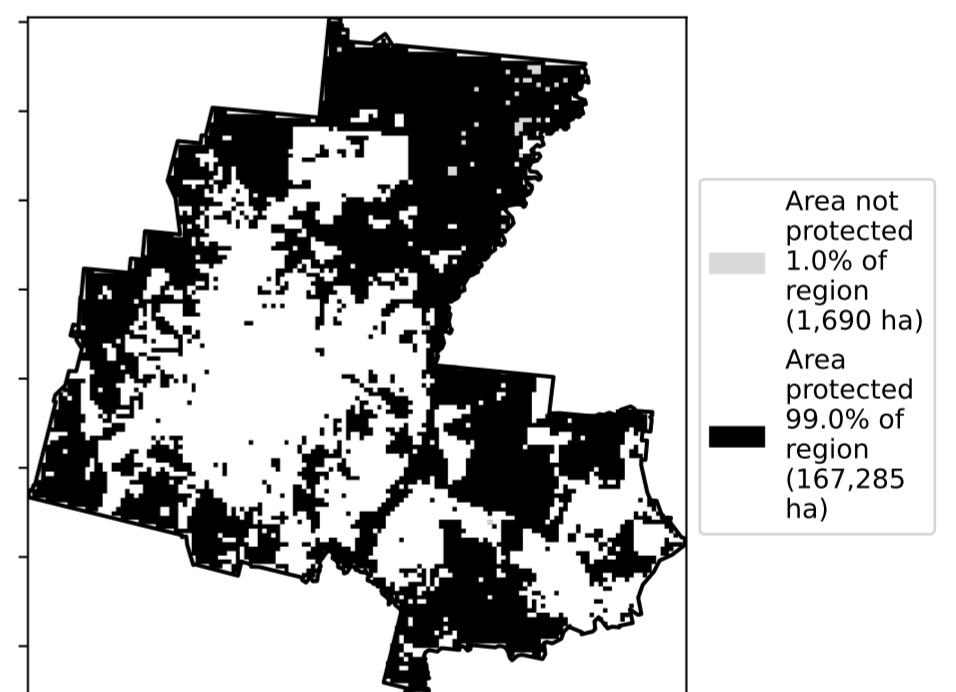 Area not
protected
1.0% of
region
(1,690 ha)
Area
protected
99.0% of
region
(167,285
ha)